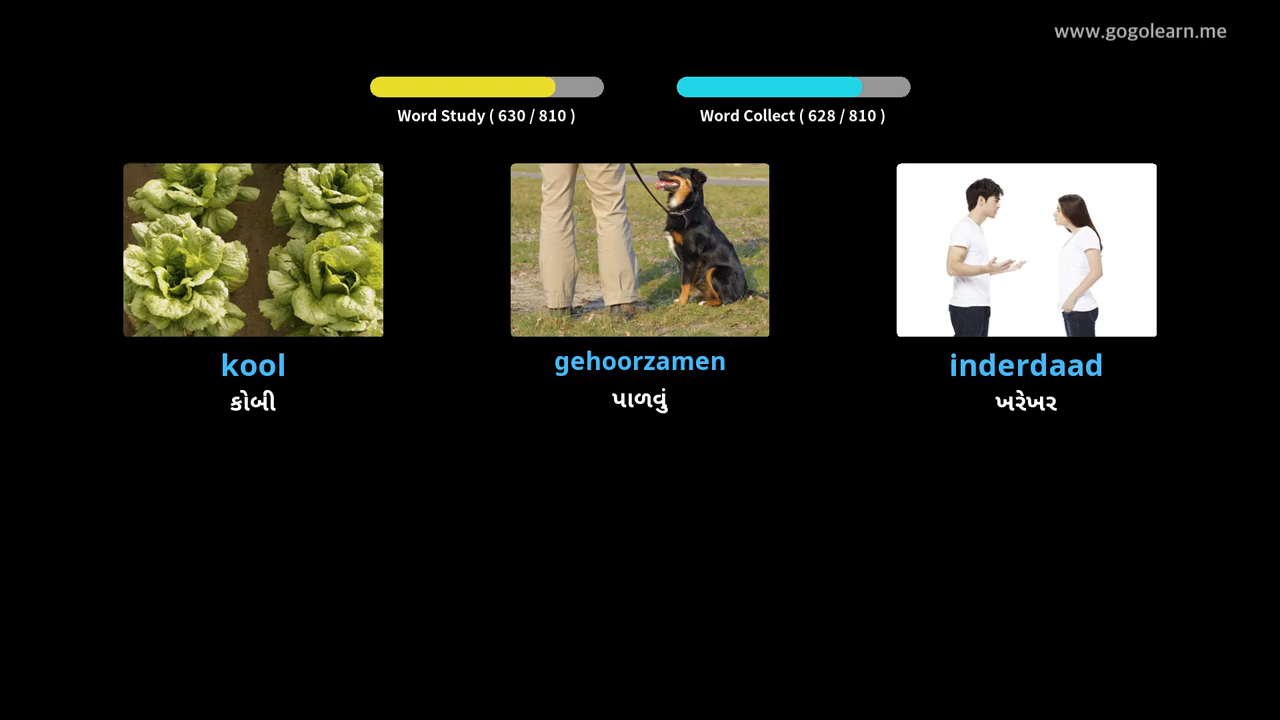 www.gogolearn.me
Word Study ( 630 / 810 )
Word Collect ( 628 / 810 )
kool
કોબી
gehoorzamen
પાળવું
inderdaad
ખરેખર